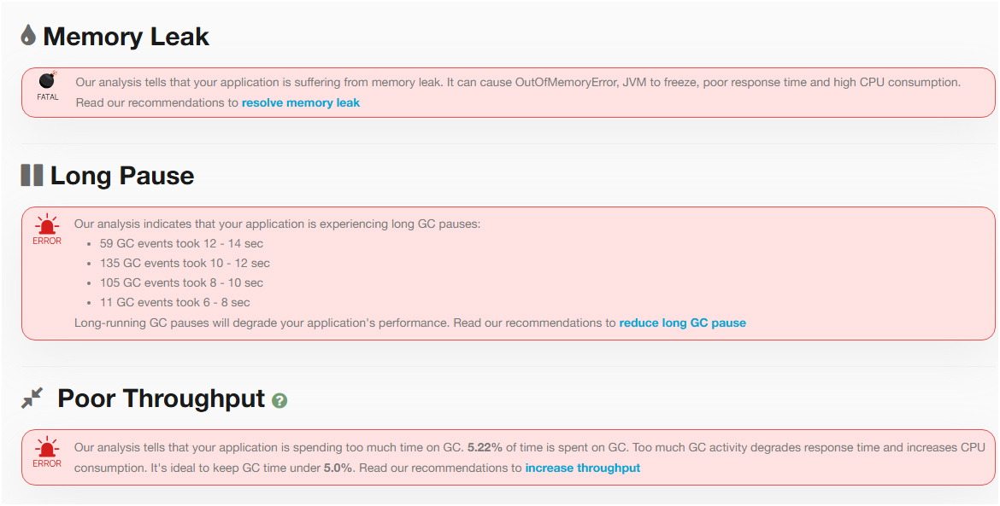 Memory Leak
FATAL
Our analysis tells that your application is suffering from memory leak. It can cause OutOfMemoryError, JVM to freeze, poor response time and high CPU consumption.
Read our recommendations to resolve memory leak
Long Pause
ERROR
Our analysis indicates that your application is experiencing long GC pauses:
• 59 GC events took 12 - 14 sec
• 135 GC events took 10 - 12 sec
• 105 GC events took 8 - 10 sec
• 11 GC events took 6 - 8 sec
Long-running GC pauses will degrade your application's performance. Read our recommendations to reduce long GC pause
Poor Throughput ?
ERROR
Our analysis tells that your application is spending too much time on GC. 5.22% of time is spent on GC. Too much GC activity degrades response time and increases CPU
consumption. It's ideal to keep GC time under 5.0%. Read our recommendations to increase throughput